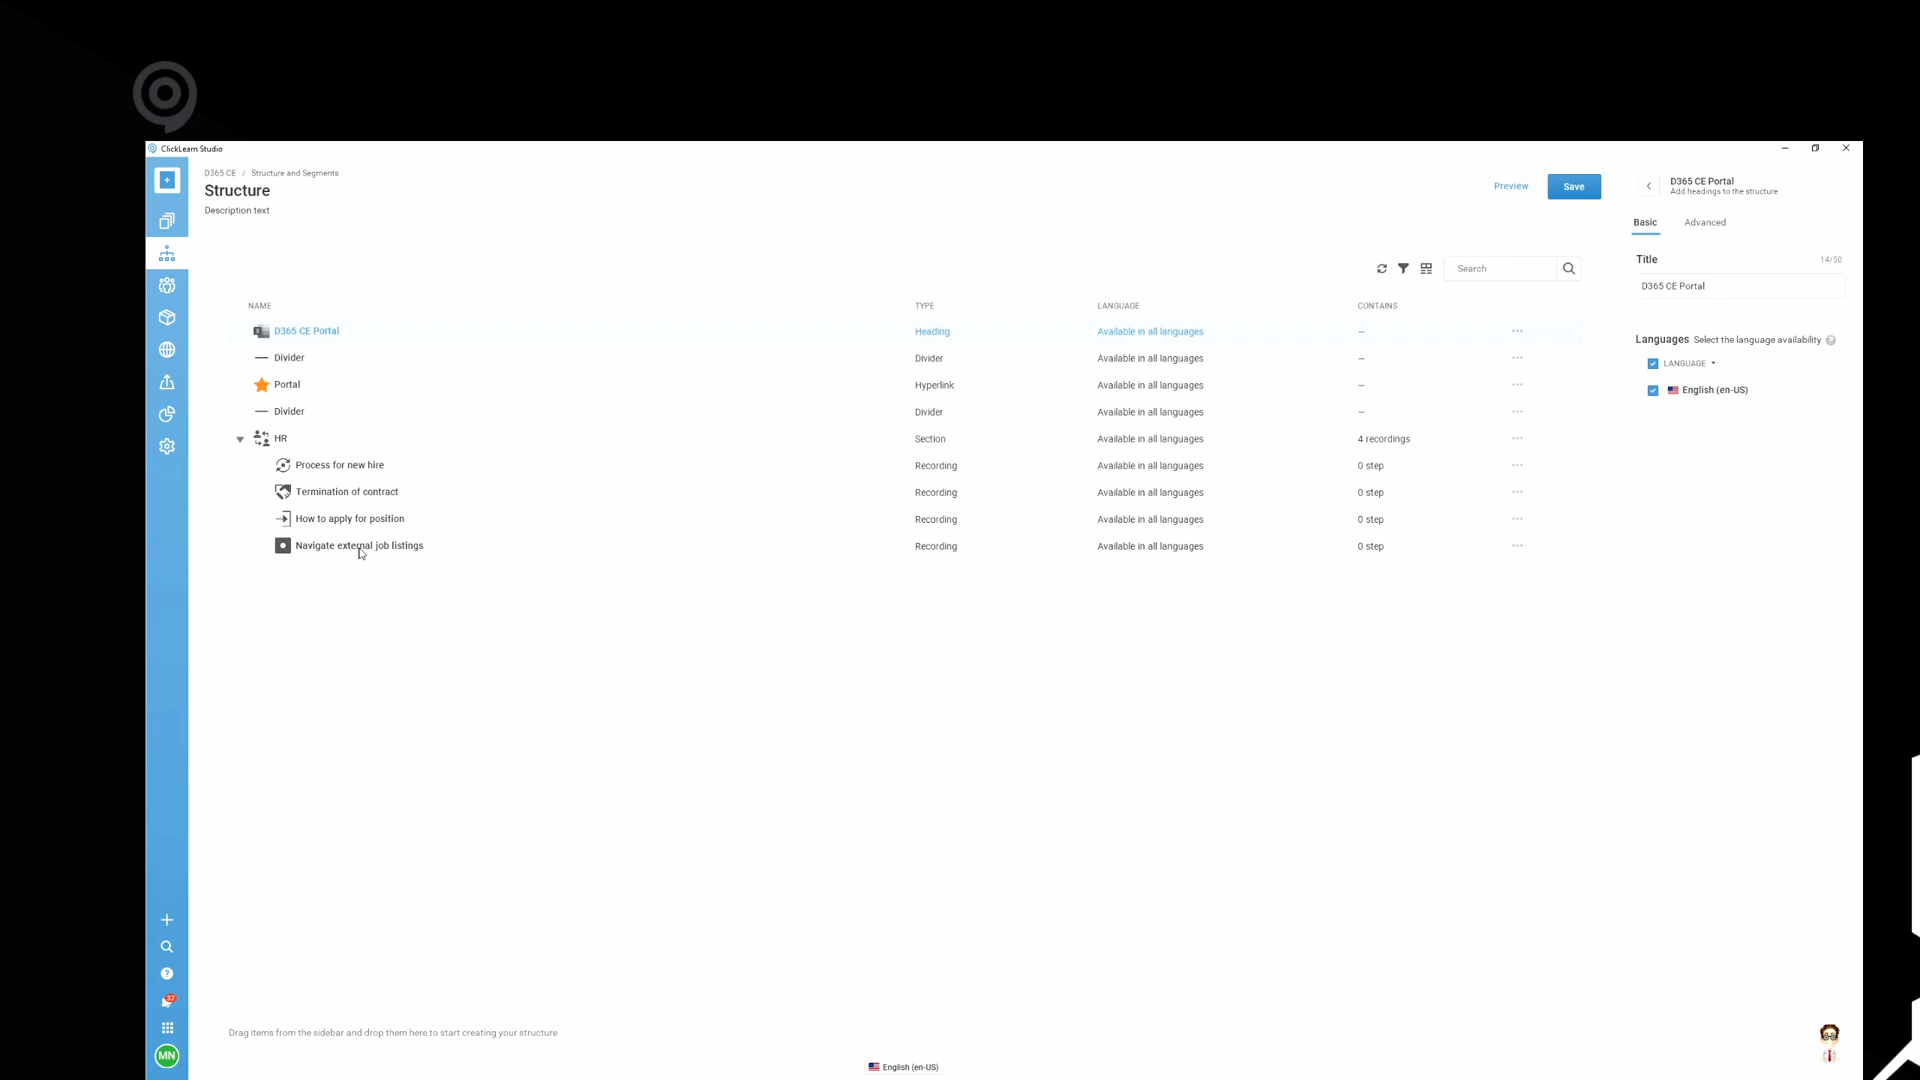 ClickLearn Studio
D365 CE / Structure and Segments
Structure
Description text
Preview
Save
D365 CE Portal
Add headings to the structure
Basic
Advanced
Title
14/50
D365 CE Portal
Languages Select the language availability ?
LANGUAGE
English (en-US)
Search
NAME TYPE LANGUAGE CONTAINS
D365 CE Portal Heading Available in all languages –
Divider Divider Available in all languages –
Portal Hyperlink Available in all languages –
Divider Divider Available in all languages –
HR Section Available in all languages 4 recordings
Process for new hire Recording Available in all languages 0 step
Termination of contract Recording Available in all languages 0 step
How to apply for position Recording Available in all languages 0 step
Navigate external job listings Recording Available in all languages 0 step
?
37
MN
Drag items from the sidebar and drop them here to start creating your structure
English (en-US)